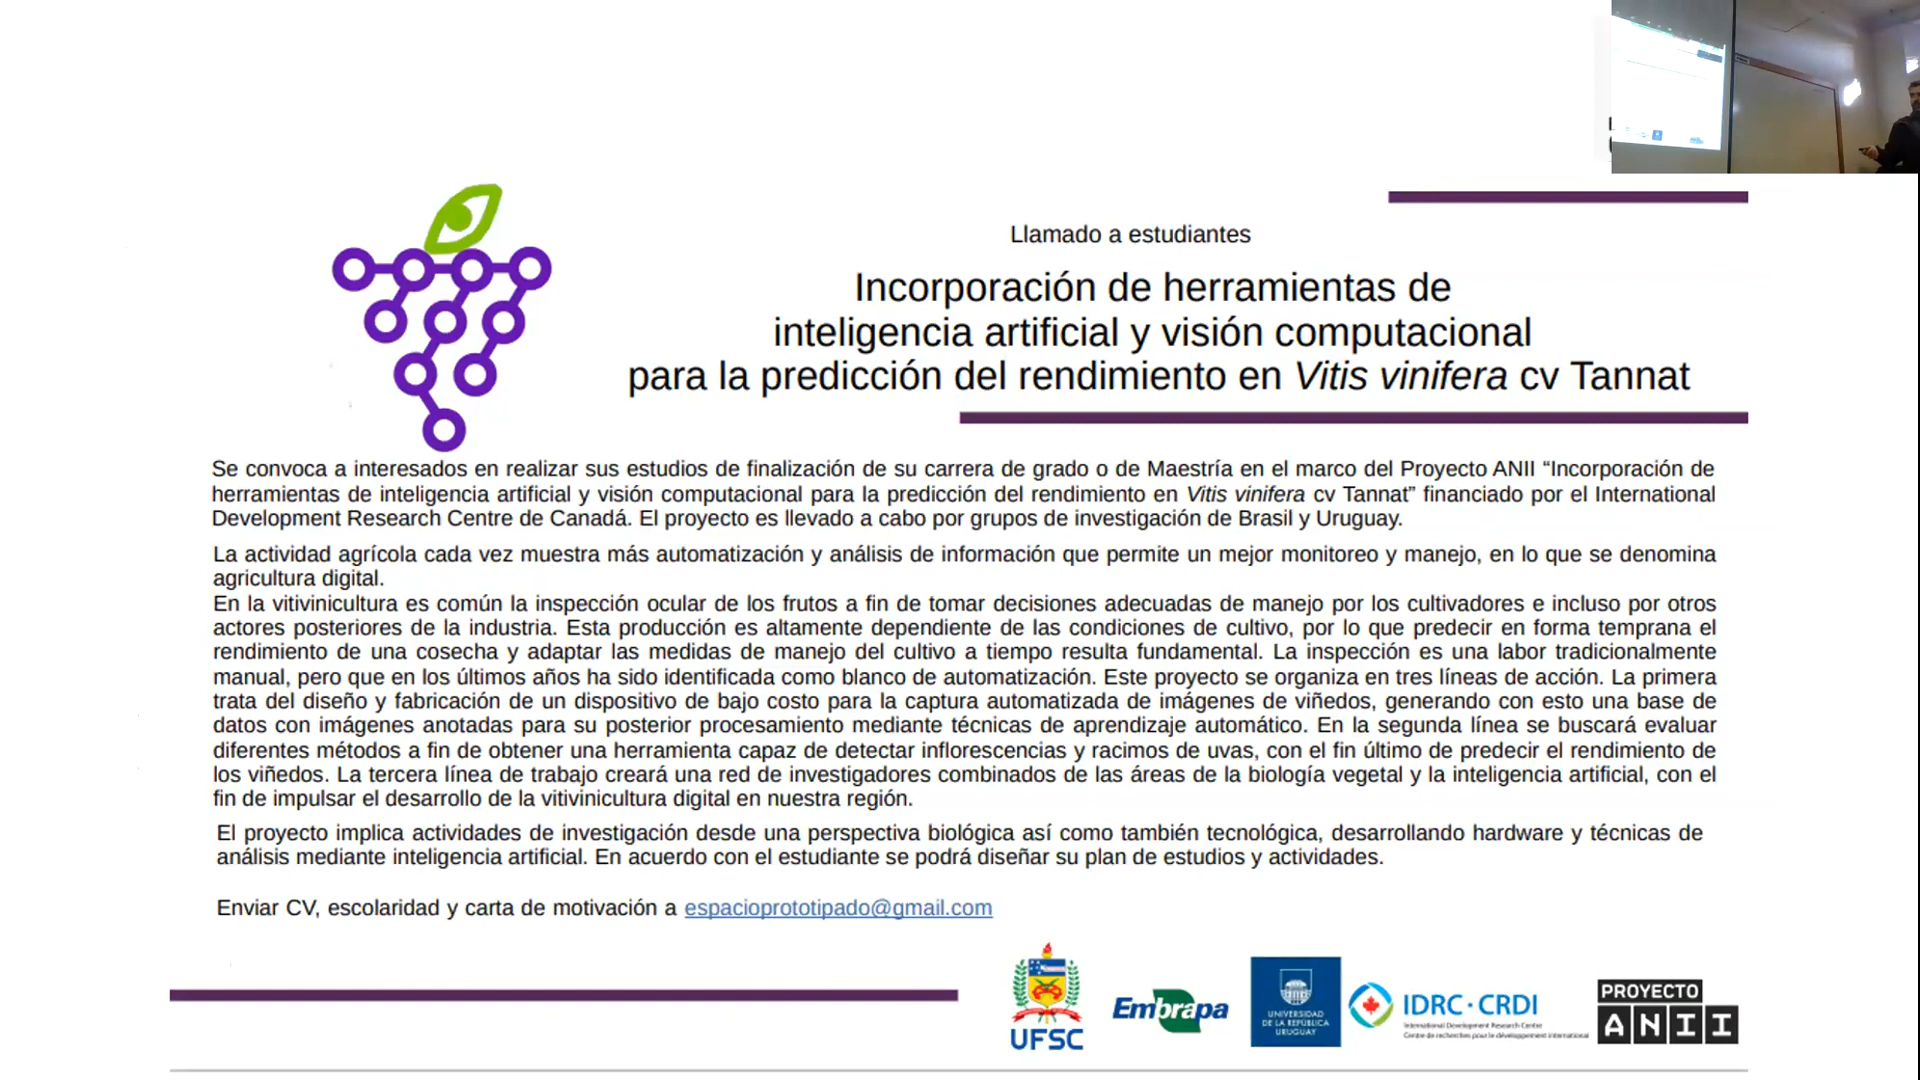 Llamado a estudiantes
Incorporación de herramientas de
inteligencia artificial y visión computacional
para la predicción del rendimiento en Vitis vinifera cv Tannat
Se convoca a interesados en realizar sus estudios de finalización de su carrera de grado o de Maestría en el marco del Proyecto ANII “Incorporación de
herramientas de inteligencia artificial y visión computacional para la predicción del rendimiento en Vitis vinifera cv Tannat” financiado por el International
Development Research Centre de Canadá. El proyecto es llevado a cabo por grupos de investigación de Brasil y Uruguay.
La actividad agrícola cada vez muestra más automatización y análisis de información que permite un mejor monitoreo y manejo, en lo que se denomina
agricultura digital.
En la vitivinicultura es común la inspección ocular de los frutos a fin de tomar decisiones adecuadas de manejo por los cultivadores e incluso por otros
actores posteriores de la industria. Esta producción es altamente dependiente de las condiciones de cultivo, por lo que predecir en forma temprana el
rendimiento de una cosecha y adaptar las medidas de manejo del cultivo a tiempo resulta fundamental. La inspección es una labor tradicionalmente
manual, pero que en los últimos años ha sido identificada como blanco de automatización. Este proyecto se organiza en tres líneas de acción. La primera
trata del diseño y fabricación de un dispositivo de bajo costo para la captura automatizada de imágenes de viñedos, generando con esto una base de
datos con imágenes anotadas para su posterior procesamiento mediante técnicas de aprendizaje automático. En la segunda línea se buscará evaluar
diferentes métodos a fin de obtener una herramienta capaz de detectar inflorescencias y racimos de uvas, con el fin último de predecir el rendimiento de
los viñedos. La tercera línea de trabajo creará una red de investigadores combinados de las áreas de la biología vegetal y la inteligencia artificial, con el
fin de impulsar el desarrollo de la vitivinicultura digital en nuestra región.
El proyecto implica actividades de investigación desde una perspectiva biológica así como también tecnológica, desarrollando hardware y técnicas de
análisis mediante inteligencia artificial. En acuerdo con el estudiante se podrá diseñar su plan de estudios y actividades.
Enviar CV, escolaridad y carta de motivación a espacioprototipado@gmail.com
UFSC
Embrapa
UNIVERSIDAD
DE LA REPÚBLICA
URUGUAY
IDRC · CRDI
International Development Research Centre
Centre de recherches pour le développement international
PROYECTO
ANII